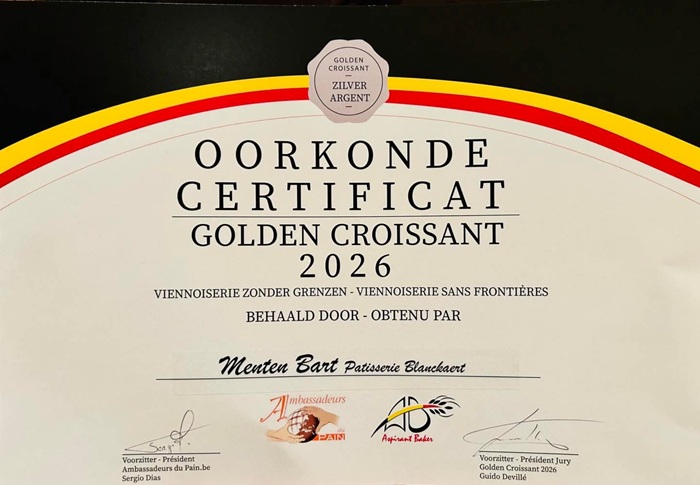 GOLDEN
CROISSANT
ZILVER
ARGENT
OORKONDE
CERTIFICAT
GOLDEN CROISSANT
2026
VIENNOISERIE ZONDER GRENZEN - VIENNOISERIE SANS FRONTIÈRES
BEHAALD DOOR - OBTENU PAR
Menten Bart Patisserie Blanckaert
Ambassadeurs
du
PAIN
AB
Aspirant Baker
Voorzitter - Président
Ambassadeurs du Pain.be
Sergio Dias
Voorzitter - Président Jury
Golden Croissant 2026
Guido Devillé